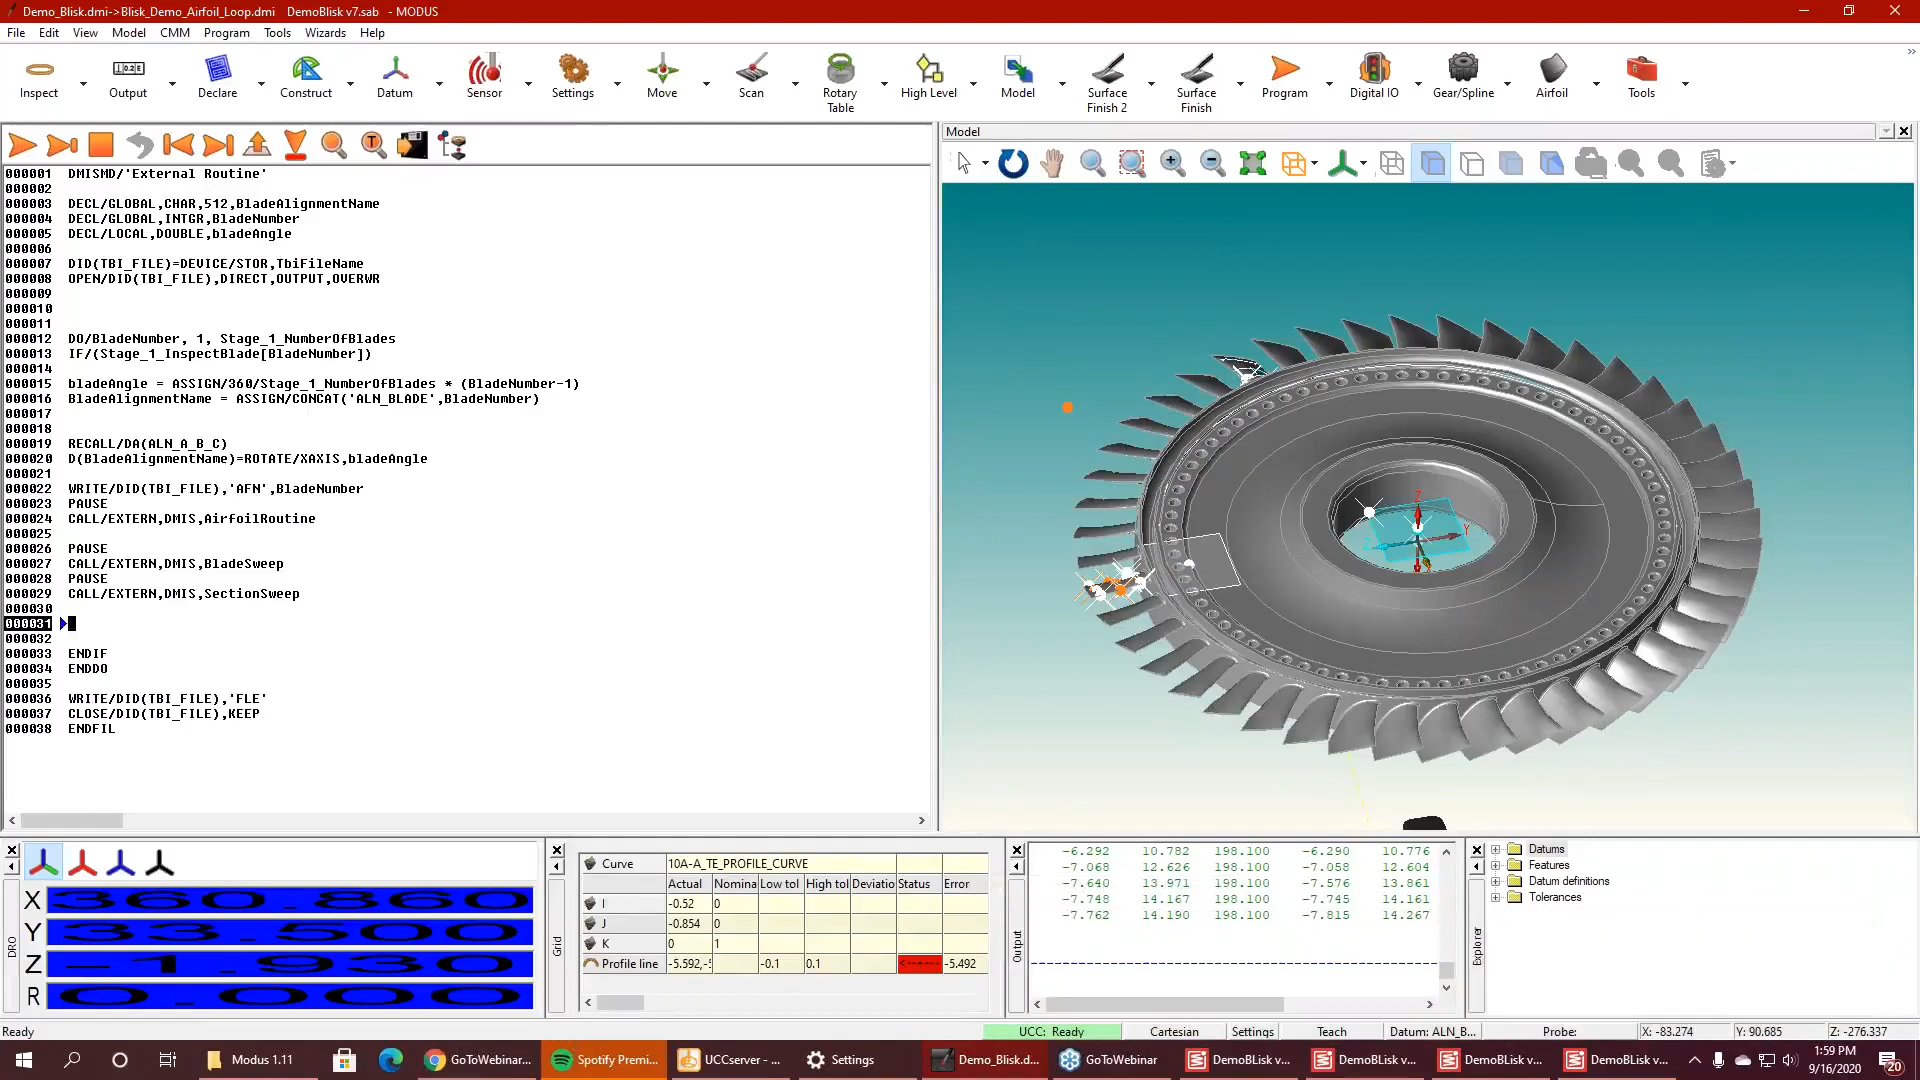 Demo_Blisk.dmi->Blisk_Demo_Airfoil_Loop.dmi    DemoBlisk v7.sab   - MODUS
File  Edit  View  Model  CMM  Program  Tools  Wizards  Help
Inspect  Output  Declare  Construct  Datum  Sensor  Settings  Move  Scan  Rotary Table  High Level  Model  Surface Finish 2  Surface Finish  Program  Digital IO  Gear/Spline  Airfoil  Tools
000001  DMISMD/'External Routine'
000002
000003  DECL/GLOBAL,CHAR,512,BladeAlignmentName
000004  DECL/GLOBAL,INTGR,BladeNumber
000005  DECL/LOCAL,DOUBLE,bladeAngle
000006
000007  DID(TBI_FILE)=DEVICE/STOR,TbiFileName
000008  OPEN/DID(TBI_FILE),DIRECT,OUTPUT,OVERWR
000009
000010
000011
000012  DO/BladeNumber, 1, Stage_1_NumberOfBlades
000013  IF/(Stage_1_InspectBlade[BladeNumber])
000014
000015  bladeAngle = ASSIGN/360/Stage_1_NumberOfBlades * (BladeNumber-1)
000016  BladeAlignmentName = ASSIGN/CONCAT('ALN_BLADE',BladeNumber)
000017
000018
000019  RECALL/DA(ALN_A_B_C)
000020  D(BladeAlignmentName)=ROTATE/XAXIS,bladeAngle
000021
000022  WRITE/DID(TBI_FILE),'AFN',BladeNumber
000023  PAUSE
000024  CALL/EXTERN,DMIS,AirfoilRoutine
000025
000026  PAUSE
000027  CALL/EXTERN,DMIS,BladeSweep
000028  PAUSE
000029  CALL/EXTERN,DMIS,SectionSweep
000030
000031
000032
000033  ENDIF
000034  ENDDO
000035
000036  WRITE/DID(TBI_FILE),'FLE'
000037  CLOSE/DID(TBI_FILE),KEEP
000038  ENDFIL
Model
Z
Y
DRO
X 360.860
Y 33.500
Z -1.930
R 0.000
Grid
Curve  10A-A_TE_PROFILE_CURVE
Actual  Nomina  Low tol  High tol  Deviatio  Status  Error
I  -0.52  0
J  -0.854  0
K  0  1
Profile line  -5.592,-!  -0.1  0.1  <------  -5.492
Output
-6.292  10.782  198.100  -6.290  10.776
-7.068  12.626  198.100  -7.058  12.604
-7.640  13.971  198.100  -7.576  13.861
-7.748  14.167  198.100  -7.745  14.161
-7.762  14.190  198.100  -7.815  14.267
Explorer
Datums
Features
Datum definitions
Tolerances
Ready  UCC: Ready  Cartesian  Settings  Teach  Datum: ALN_B...  Probe:  X: -83.274  Y: 90.685  Z: -276.337
Modus 1.11  GoToWebinar...  Spotify Premi...  UCCserver - ...  Settings  Demo_Blisk.d...  GoToWebinar  DemoBLisk v...  DemoBLisk v...  DemoBLisk v...  DemoBLisk v...  1:59 PM
9/16/2020  20